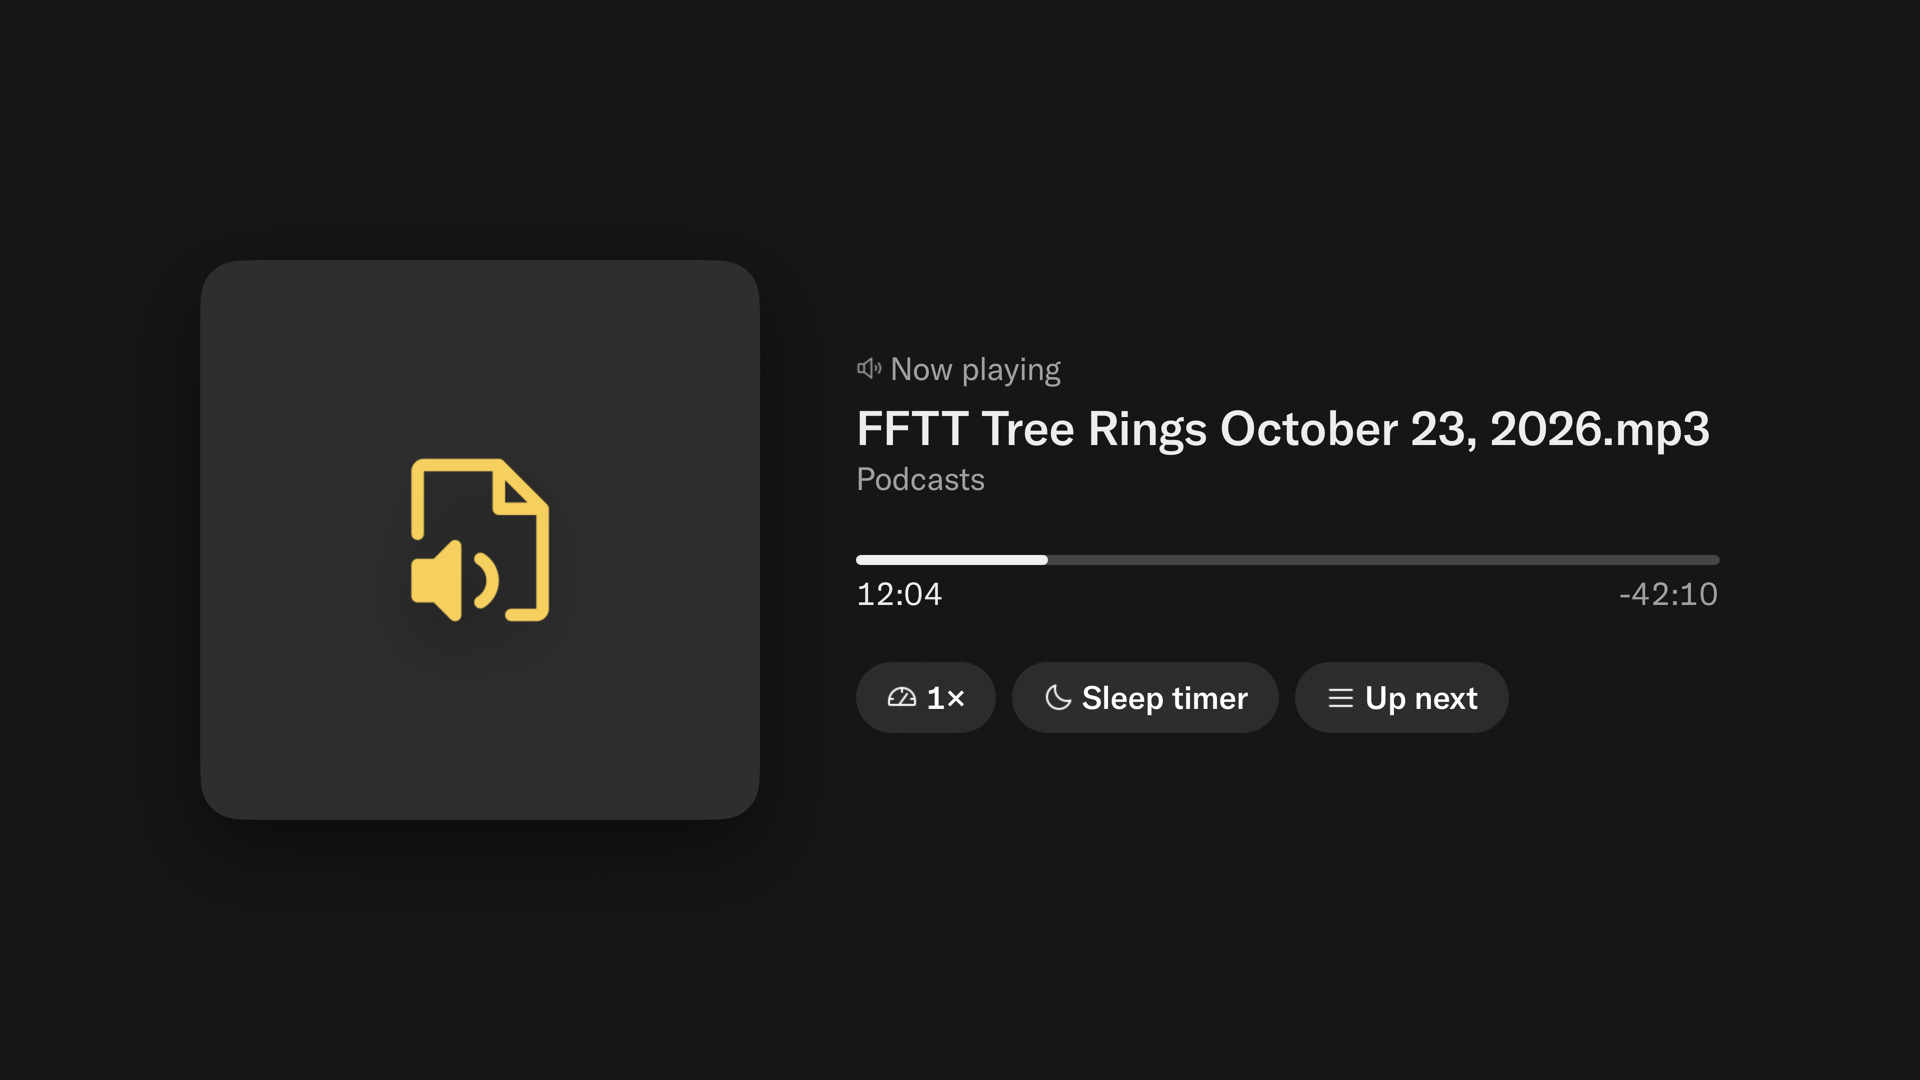 Now playing
FFTT Tree Rings October 23, 2026.mp3
Podcasts
12:04
-42:10
1×
Sleep timer
Up next